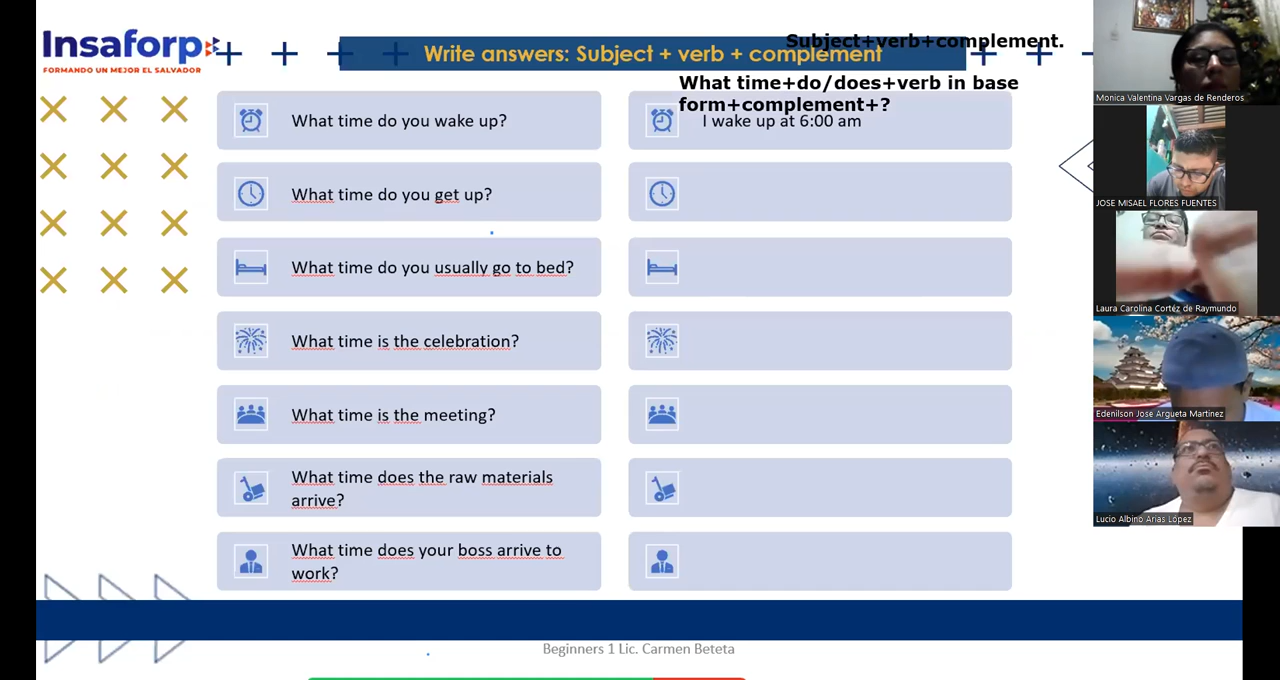 Insaforp
FORMANDO UN MEJOR EL SALVADOR
Write answers: Subject + verb + complement
Subject+verb+complement.
What time+do/does+verb in base
form+complement+?
What time do you wake up?
I wake up at 6:00 am
What time do you get up?
What time do you usually go to bed?
What time is the celebration?
What time is the meeting?
What time does the raw materials
arrive?
What time does your boss arrive to
work?
Beginners 1 Lic. Carmen Beteta
Monica Valentina Vargas de Renderos
JOSE MISAEL FLORES FUENTES
Laura Carolina Cortéz de Raymundo
Edenilson Jose Argueta Martinez
Lucio Albino Arias López